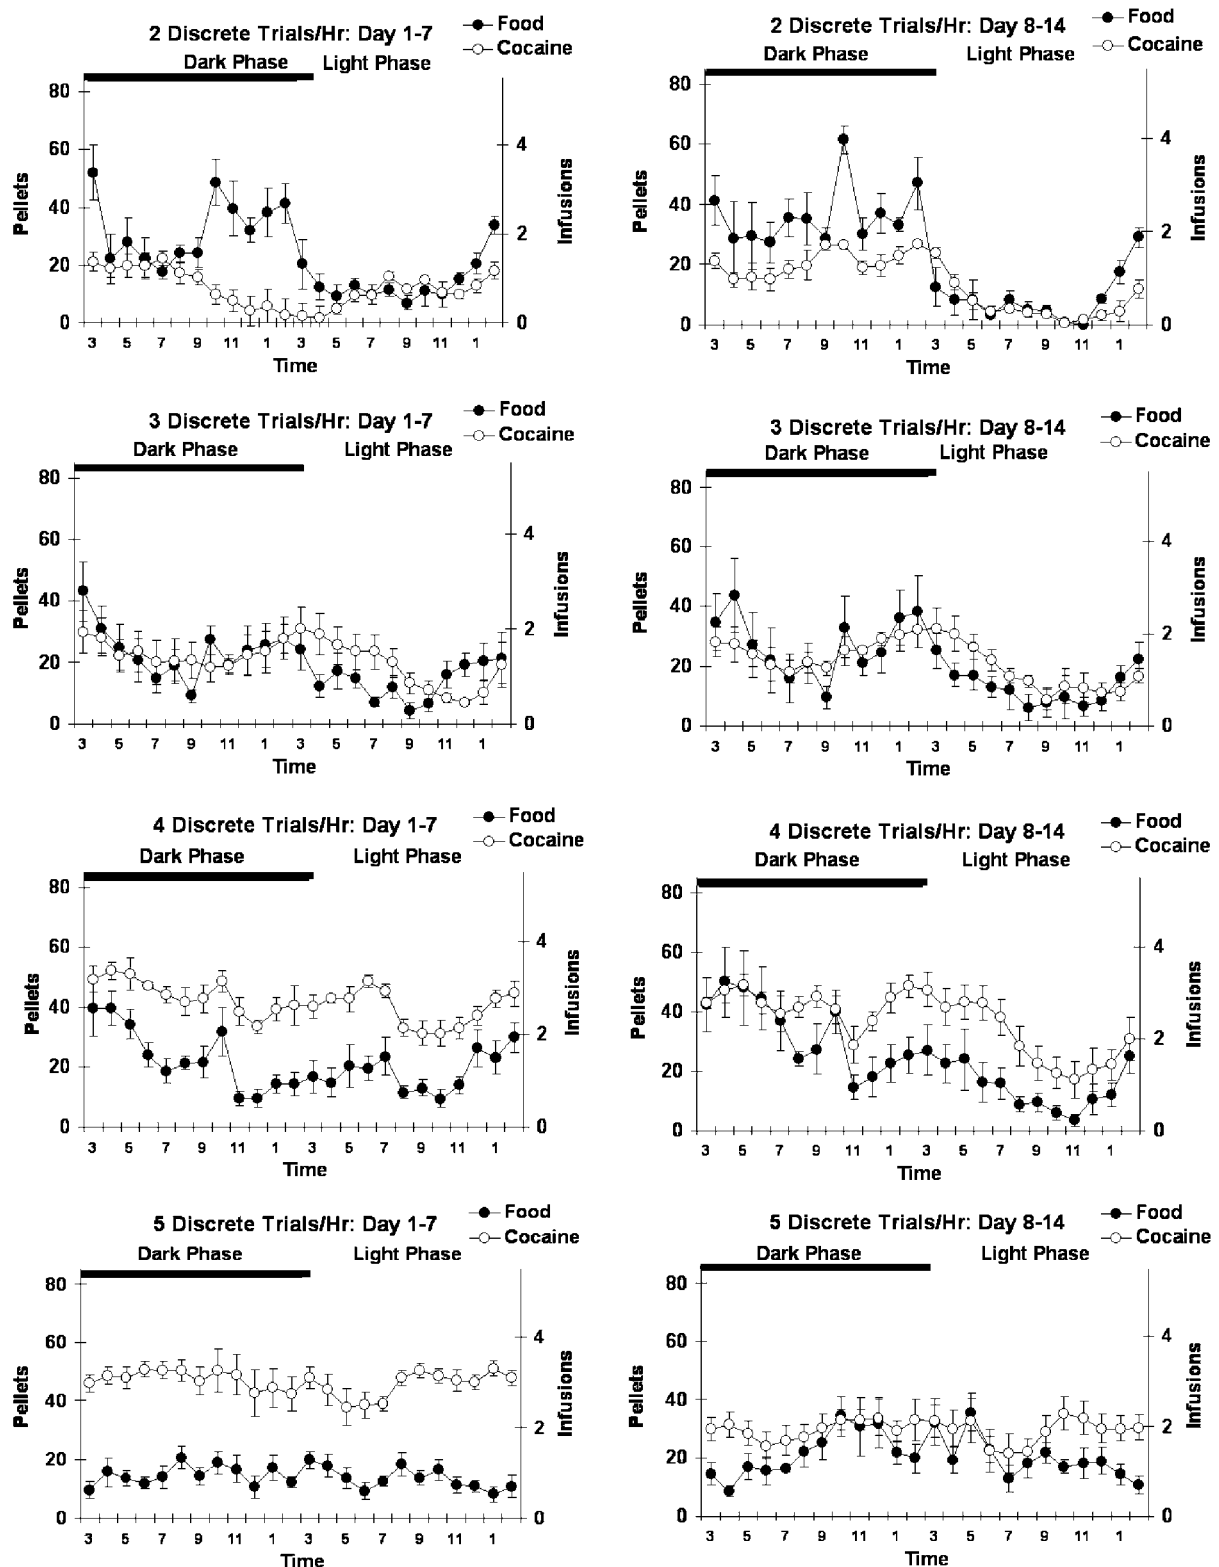 2 Discrete Trials/Hr: Day 1-7
Food
Cocaine
Dark Phase
Light Phase
80
60
40
20
0
Pellets
4
2
0
Infusions
3 5 7 9 11 1 3 5 7 9 11 1
Time
2 Discrete Trials/Hr: Day 8-14
Food
Cocaine
Dark Phase
Light Phase
80
60
40
20
0
Pellets
4
2
0
Infusions
3 5 7 9 11 1 3 5 7 9 11 1
Time
3 Discrete Trials/Hr: Day 1-7
Food
Cocaine
Dark Phase
Light Phase
80
60
40
20
0
Pellets
4
2
0
Infusions
3 5 7 9 11 1 3 5 7 9 11 1
Time
3 Discrete Trials/Hr: Day 8-14
Food
Cocaine
Dark Phase
Light Phase
80
60
40
20
0
Pellets
4
2
0
Infusions
3 5 7 9 11 1 3 5 7 9 11 1
Time
4 Discrete Trials/Hr: Day 1-7
Food
Cocaine
Dark Phase
Light Phase
80
60
40
20
0
Pellets
4
2
0
Infusions
3 5 7 9 11 1 3 5 7 9 11 1
Time
4 Discrete Trials/Hr: Day 8-14
Food
Cocaine
Dark Phase
Light Phase
80
60
40
20
0
Pellets
4
2
0
Infusions
3 5 7 9 11 1 3 5 7 9 11 1
Time
5 Discrete Trials/Hr: Day 1-7
Food
Cocaine
Dark Phase
Light Phase
80
60
40
20
0
Pellets
4
2
0
Infusions
3 5 7 9 11 1 3 5 7 9 11 1
Time
5 Discrete Trials/Hr: Day 8-14
Food
Cocaine
Dark Phase
Light Phase
80
60
40
20
0
Pellets
4
2
0
Infusions
3 5 7 9 11 1 3 5 7 9 11 1
Time